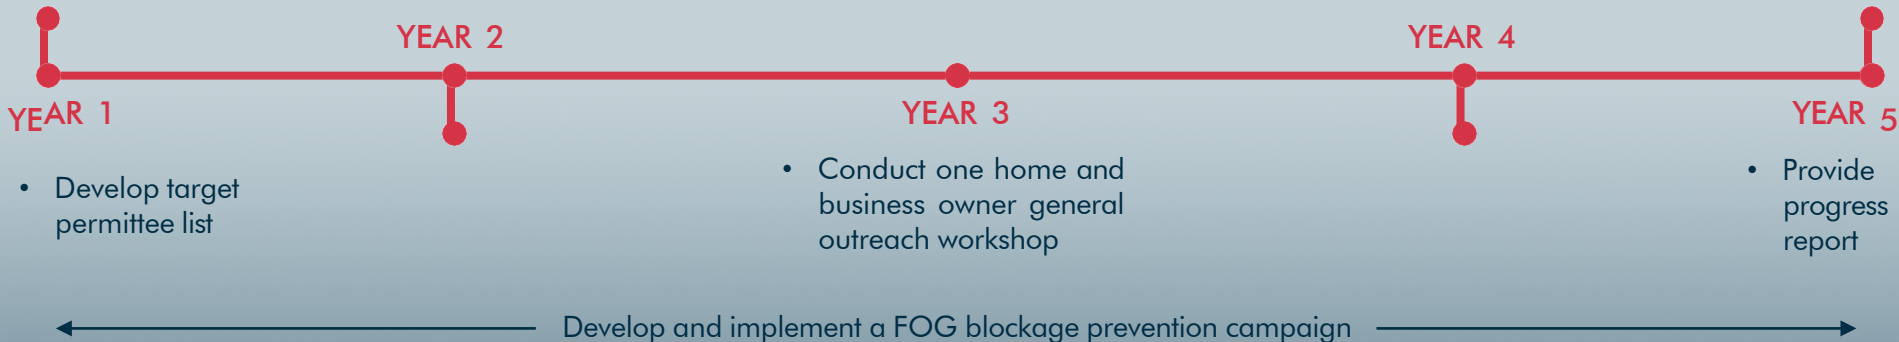 YEAR 2
YEAR 4
YEAR 1
YEAR 3
YEAR 5
• Develop target
permittee list
• Conduct one home and
business owner general
outreach workshop
• Provide
progress
report
Develop and implement a FOG blockage prevention campaign